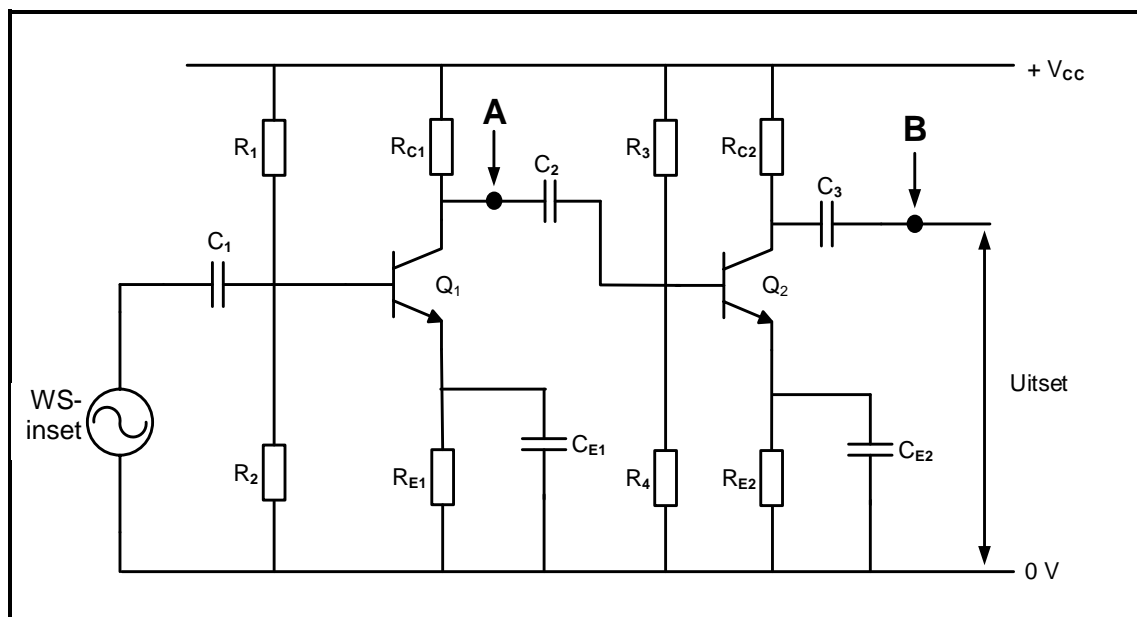 + VCC
A
B
R1
RC1
C2
R3
RC2
C3
C1
Q1
Q2
WS-
inset
Uitset
R2
RE1
CE1
R4
RE2
CE2
0 V